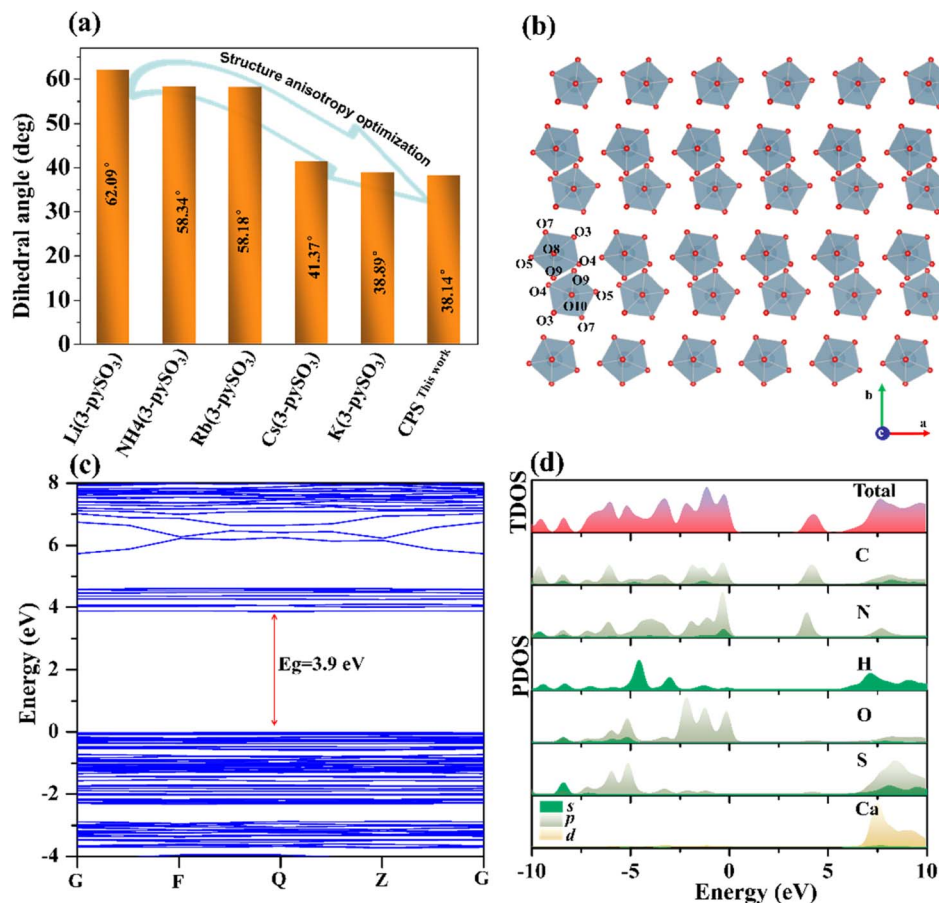 (a)
Dihedral angle (deg)
60
50
40
30
20
10
0
Structure anisotropy optimization
62.09°
58.34°
58.18°
41.37°
38.89°
38.14°
Li(3-pySO3)
NH4(3-pySO3)
Rb(3-pySO3)
Cs(3-pySO3)
K(3-pySO3)
CPS This work
(b)
O7
O3
O8
O5
O4
O9
O9
O4
O5
O10
O3
O7
b
a
c
(c)
Energy (eV)
8
6
4
2
0
-2
-4
Eg=3.9 eV
G F Q Z G
(d)
TDOS
PDOS
Total
C
N
H
O
S
Ca
s
p
d
-10 -5 0 5 10
Energy (eV)